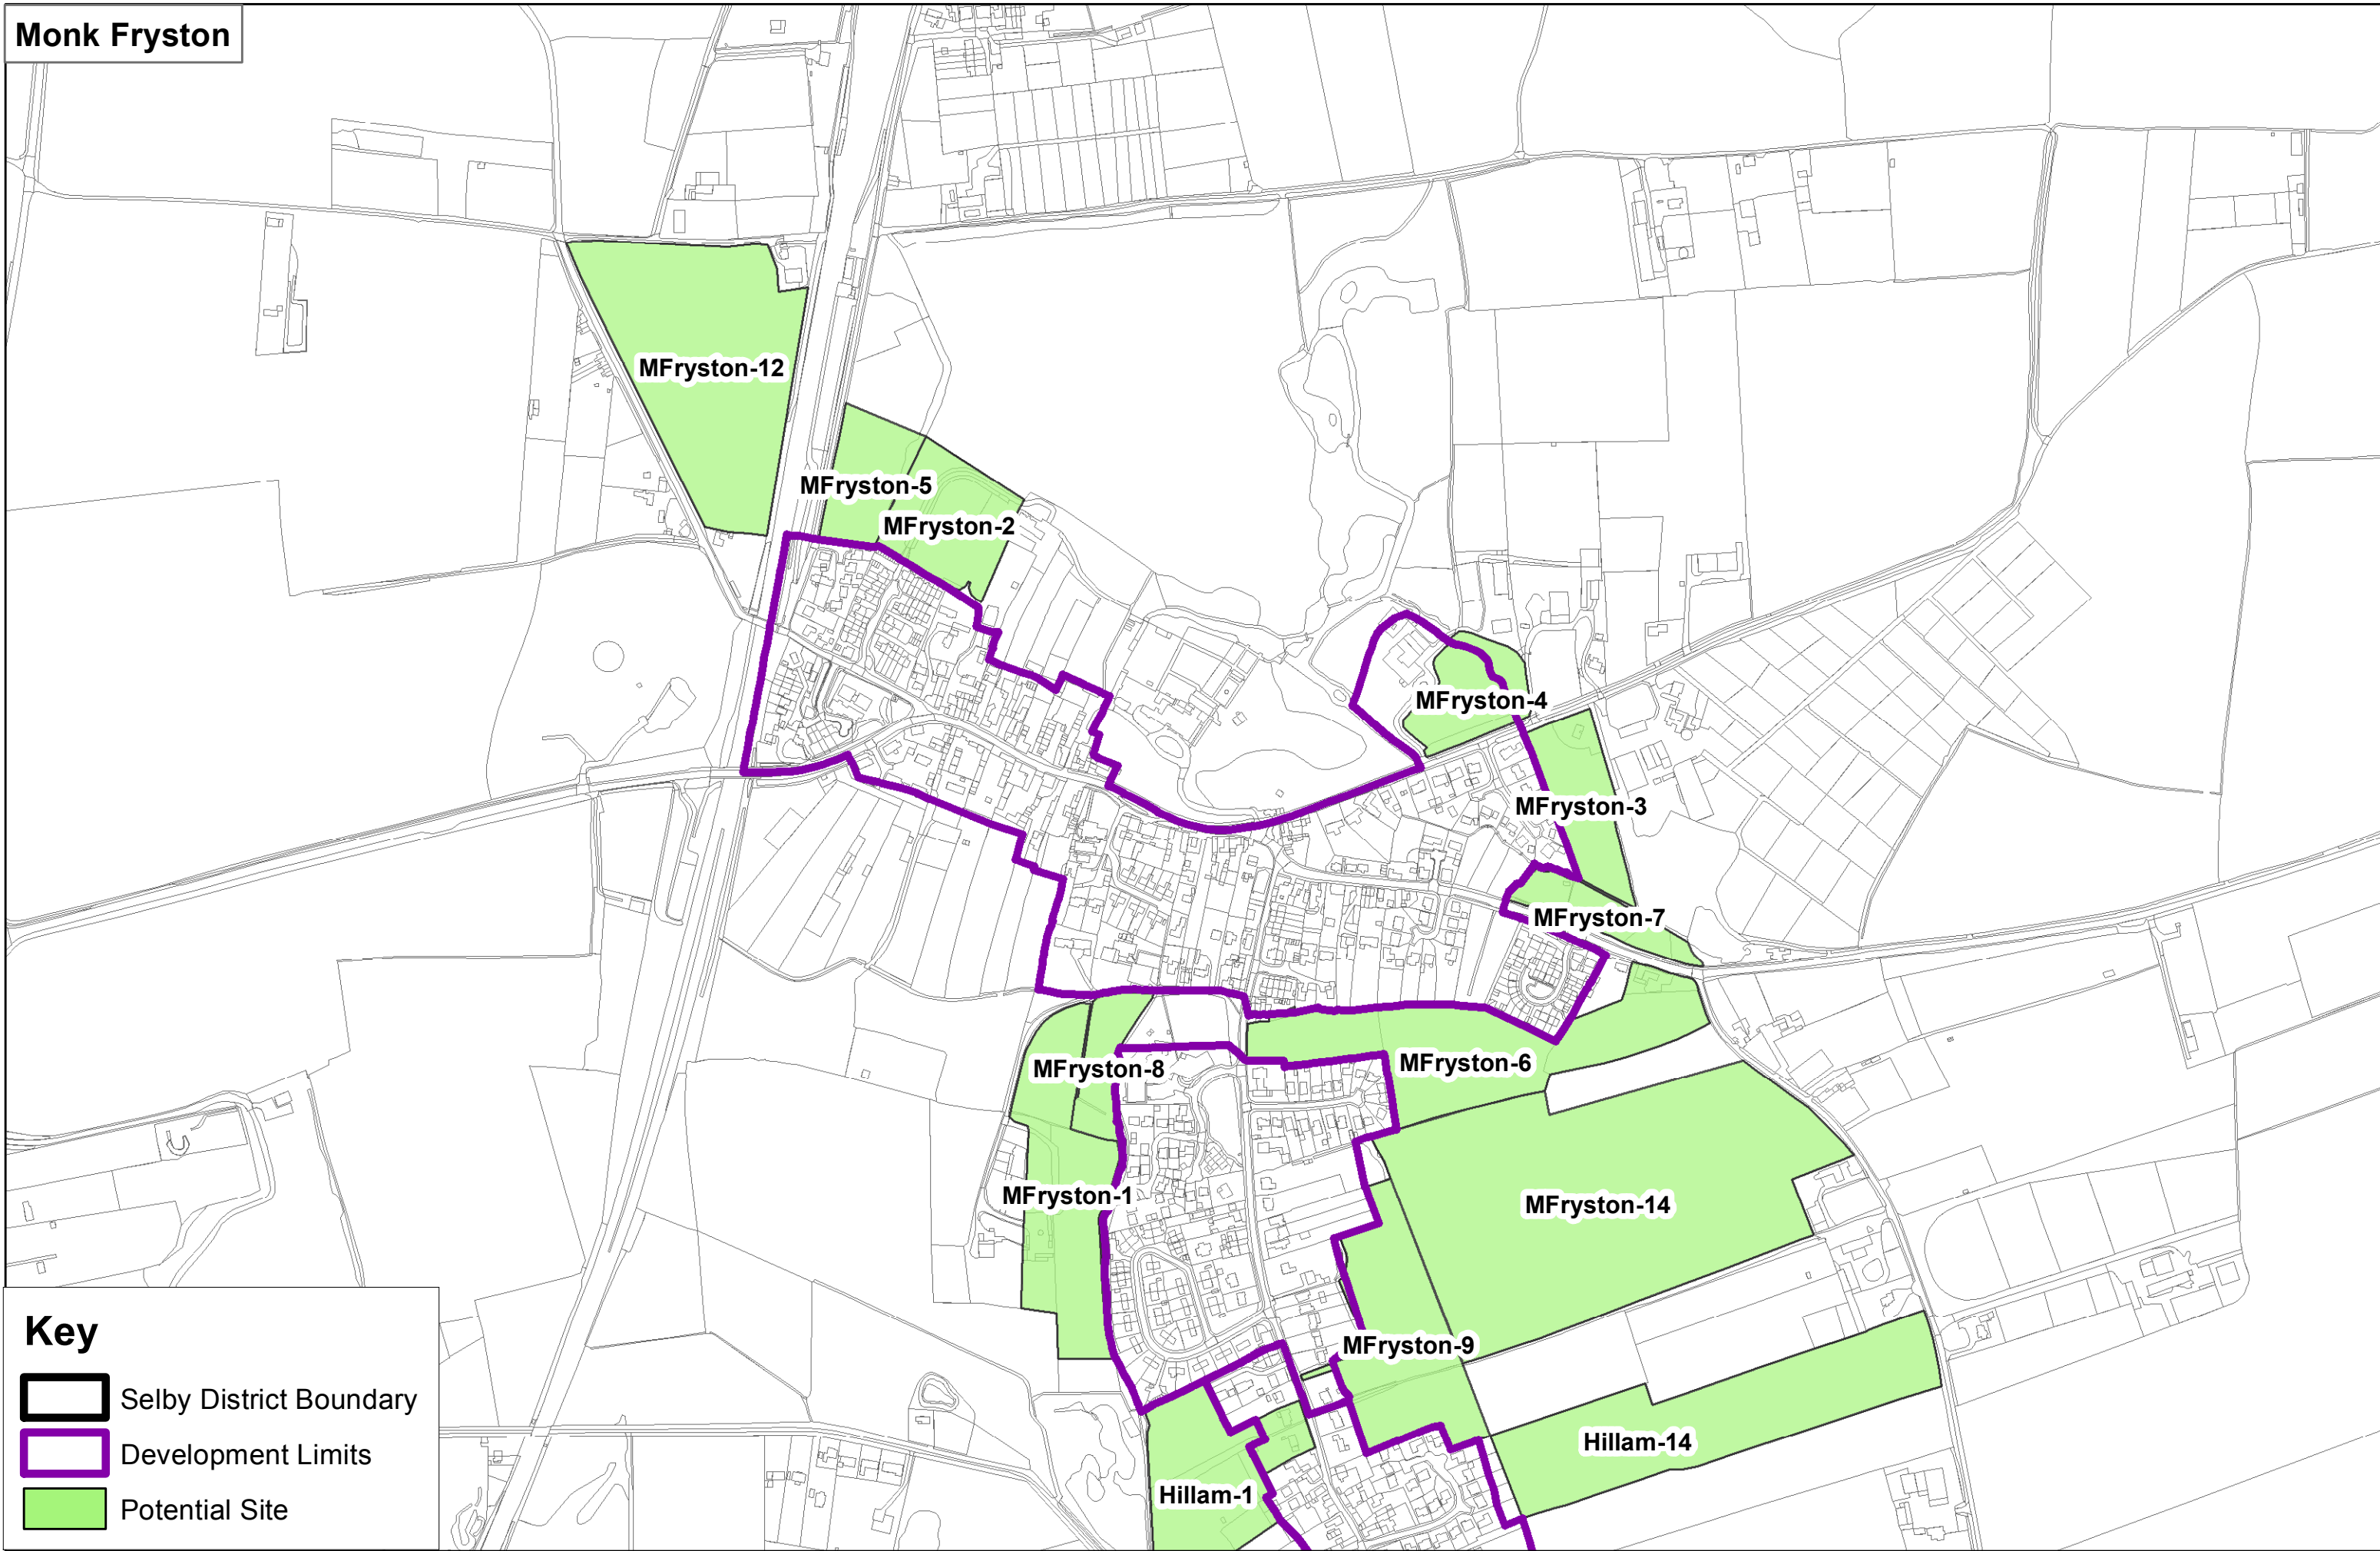 Monk Fryston
MFryston-12
MFryston-5
MFryston-2
MFryston-4
MFryston-3
MFryston-7
MFryston-8
MFryston-6
MFryston-1
MFryston-14
MFryston-9
Hillam-14
Hillam-1
Key
Selby District Boundary
Development Limits
Potential Site